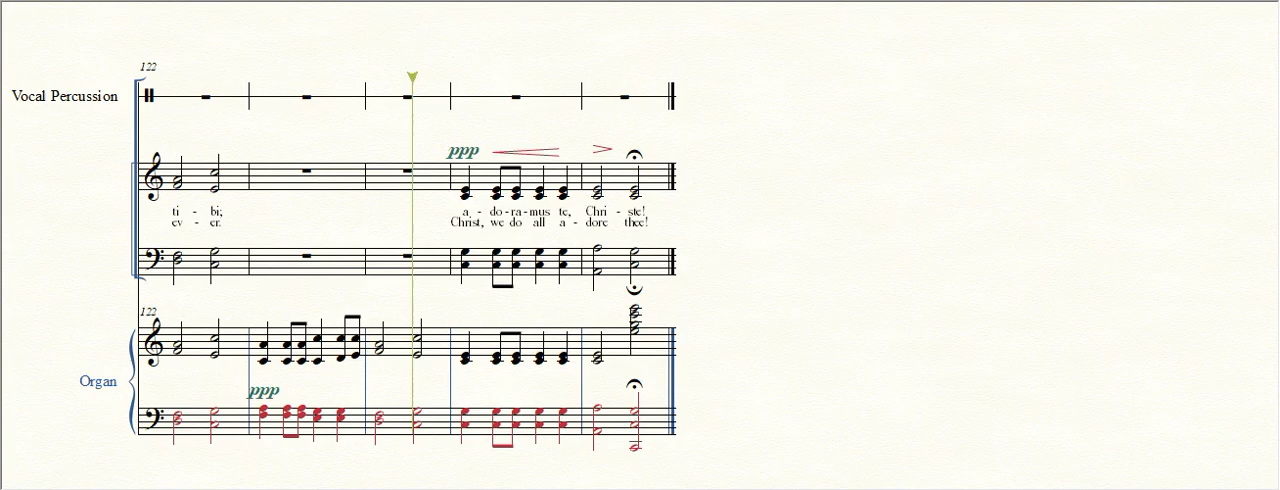 122
Vocal Percussion
ppp
ti - bi; a - do - ra - mus te, Chri - ste!
ev - er. Christ, we do all a - dore thee!
122
Organ
ppp